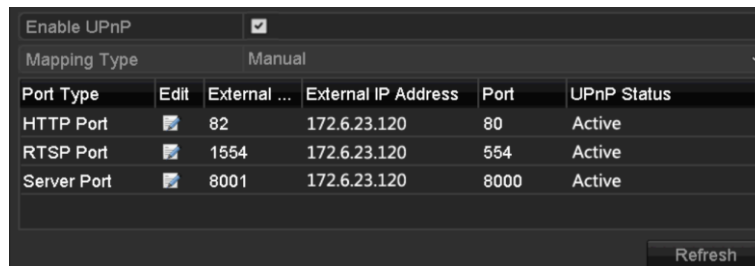 Enable UPnP
Mapping Type Manual
Port Type Edit External ... External IP Address Port UPnP Status
HTTP Port 82 172.6.23.120 80 Active
RTSP Port 1554 172.6.23.120 554 Active
Server Port 8001 172.6.23.120 8000 Active
Refresh